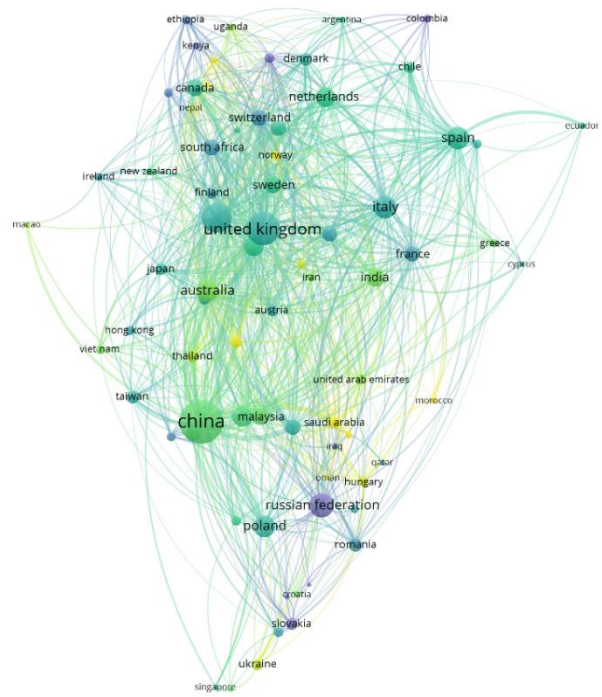 ethiopia
uganda
argentina
colombia
kenya
denmark
chile
canada
netherlands
nepal
switzerland
ecuador
spain
south africa
norway
ireland
new zealand
finland
sweden
italy
macao
united kingdom
greece
france
cyprus
japan
iran
india
australia
austria
hong kong
viet nam
thailand
united arab emirates
taiwan
morocco
china
malaysia
saudi arabia
iraq
qatar
oman
hungary
russian federation
poland
romania
croatia
slovakia
ukraine
singapore